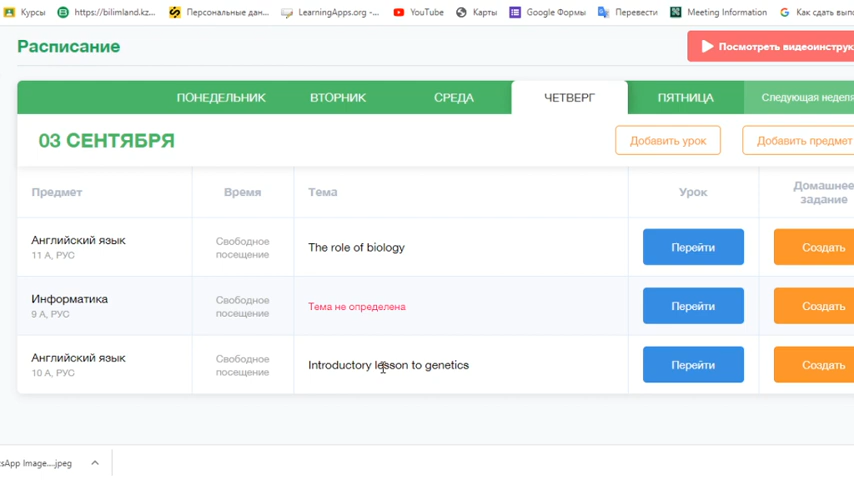 Курсы https://bilimland.kz... Персональные дан... LearningApps.org -... YouTube Карты Google Формы Перевести Meeting Information Как сдать выпо
Расписание
Посмотреть видеоинструк
ПОНЕДЕЛЬНИК ВТОРНИК СРЕДА ЧЕТВЕРГ ПЯТНИЦА Следующая неделя
03 СЕНТЯБРЯ Добавить урок Добавить предмет
Предмет Время Тема Урок Домашнее
задание
Английский язык
11 А, РУС
Свободное
посещение
The role of biology
Перейти Создать
Информатика
9 А, РУС
Свободное
посещение
Тема не определена
Перейти Создать
Английский язык
10 А, РУС
Свободное
посещение
Introductory lesson to genetics
Перейти Создать
sApp Image....jpeg